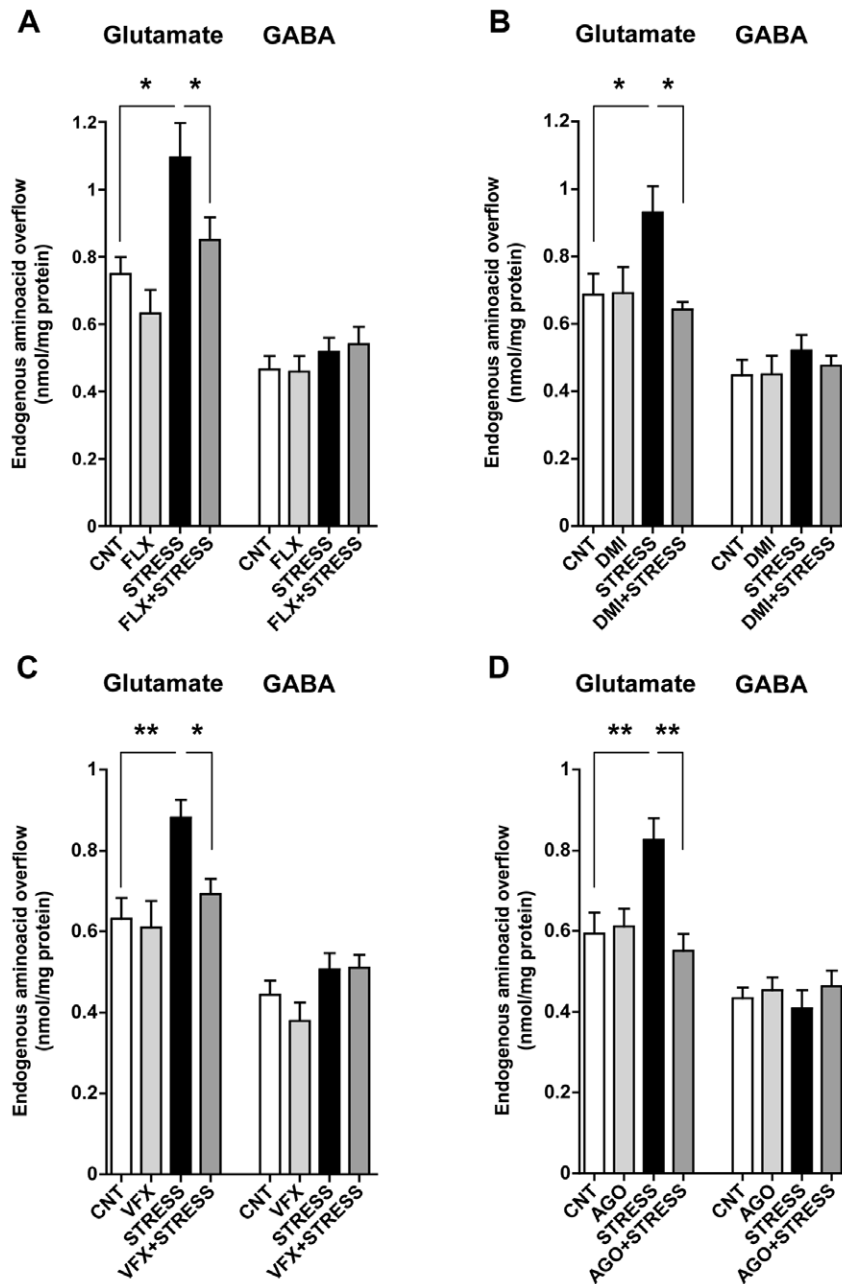 A
Glutamate GABA
* *
Endogenous aminoacid overflow
(nmol/mg protein)
1.2
1
0.8
0.6
0.4
0.2
0
CNT FLX STRESS FLX+STRESS CNT FLX STRESS FLX+STRESS
B
Glutamate GABA
* *
Endogenous aminoacid overflow
(nmol/mg protein)
1.2
1
0.8
0.6
0.4
0.2
0
CNT DMI STRESS DMI+STRESS CNT DMI STRESS DMI+STRESS
C
Glutamate GABA
** *
Endogenous aminoacid overflow
(nmol/mg protein)
1
0.8
0.6
0.4
0.2
0
CNT VFX STRESS VFX+STRESS CNT VFX STRESS VFX+STRESS
D
Glutamate GABA
** **
Endogenous aminoacid overflow
(nmol/mg protein)
1
0.8
0.6
0.4
0.2
0
CNT AGO STRESS AGO+STRESS CNT AGO STRESS AGO+STRESS